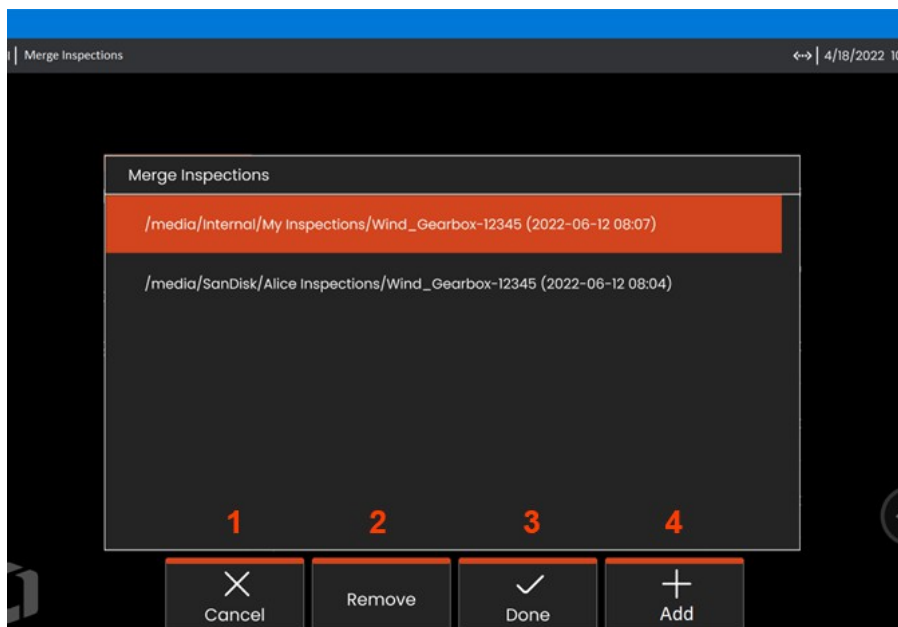 Merge Inspections
4/18/2022 10
Merge Inspections
/media/Internal/My Inspections/Wind_Gearbox-12345 (2022-06-12 08:07)
/media/SanDisk/Alice Inspections/Wind_Gearbox-12345 (2022-06-12 08:04)
1 2 3 4
Cancel Remove Done Add